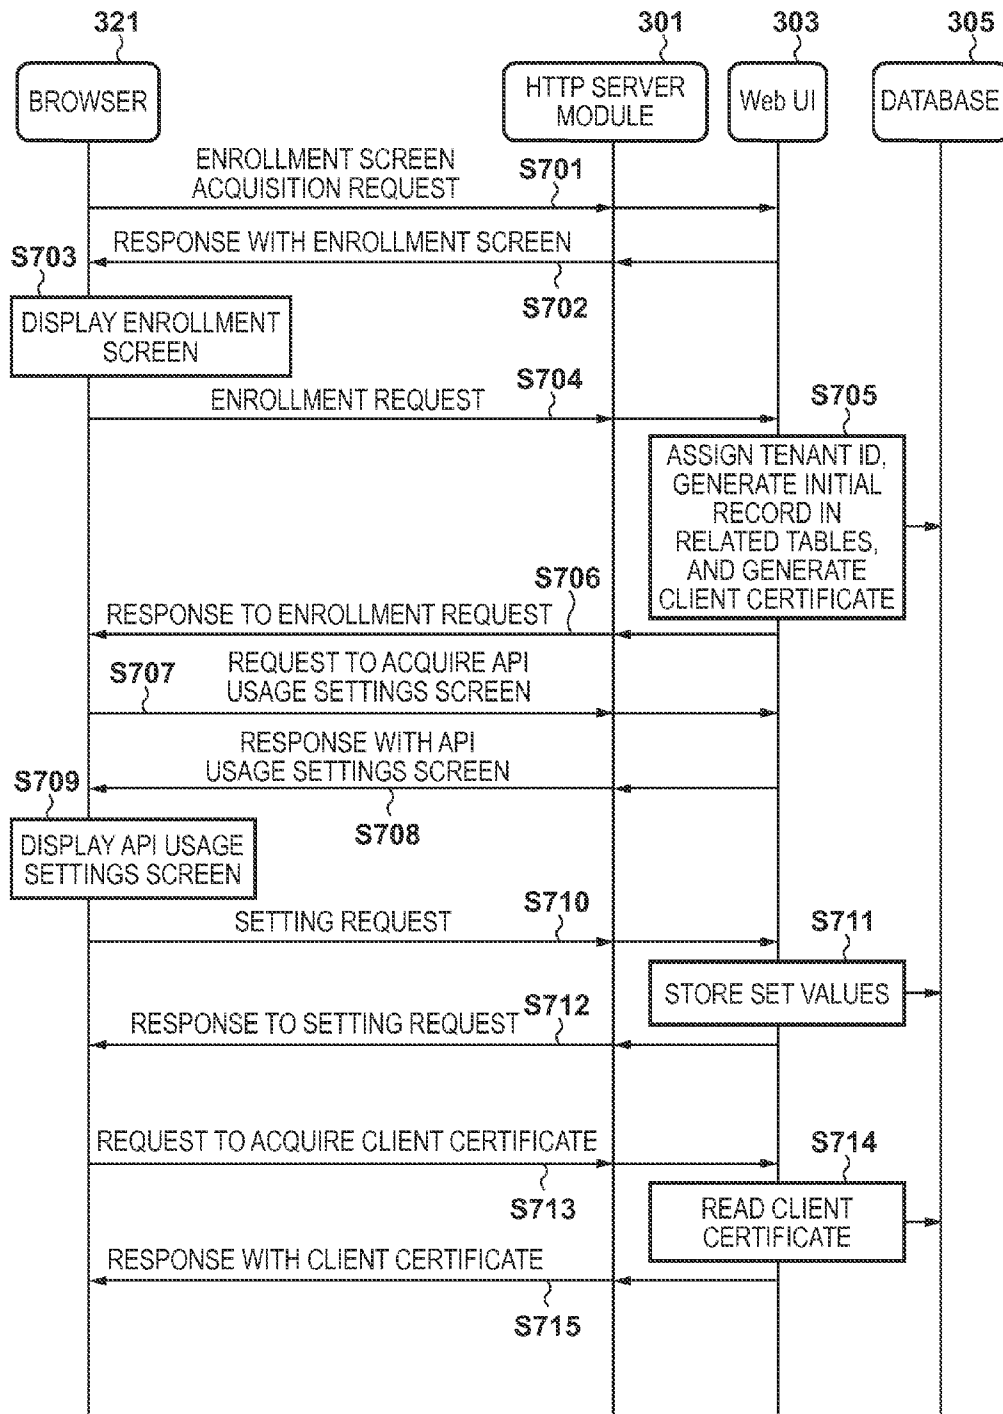 321
301
303
305
BROWSER
HTTP SERVER
MODULE
Web UI
DATABASE
ENROLLMENT SCREEN
ACQUISITION REQUEST
S701
RESPONSE WITH ENROLLMENT SCREEN
S702
S703
DISPLAY ENROLLMENT
SCREEN
S704
ENROLLMENT REQUEST
S705
ASSIGN TENANT ID,
GENERATE INITIAL
RECORD IN
RELATED TABLES,
AND GENERATE
CLIENT CERTIFICATE
S706
RESPONSE TO ENROLLMENT REQUEST
S707
REQUEST TO ACQUIRE API
USAGE SETTINGS SCREEN
RESPONSE WITH API
USAGE SETTINGS SCREEN
S708
S709
DISPLAY API USAGE
SETTINGS SCREEN
S710
SETTING REQUEST
S711
STORE SET VALUES
S712
RESPONSE TO SETTING REQUEST
REQUEST TO ACQUIRE CLIENT CERTIFICATE
S713
S714
READ CLIENT
CERTIFICATE
RESPONSE WITH CLIENT CERTIFICATE
S715